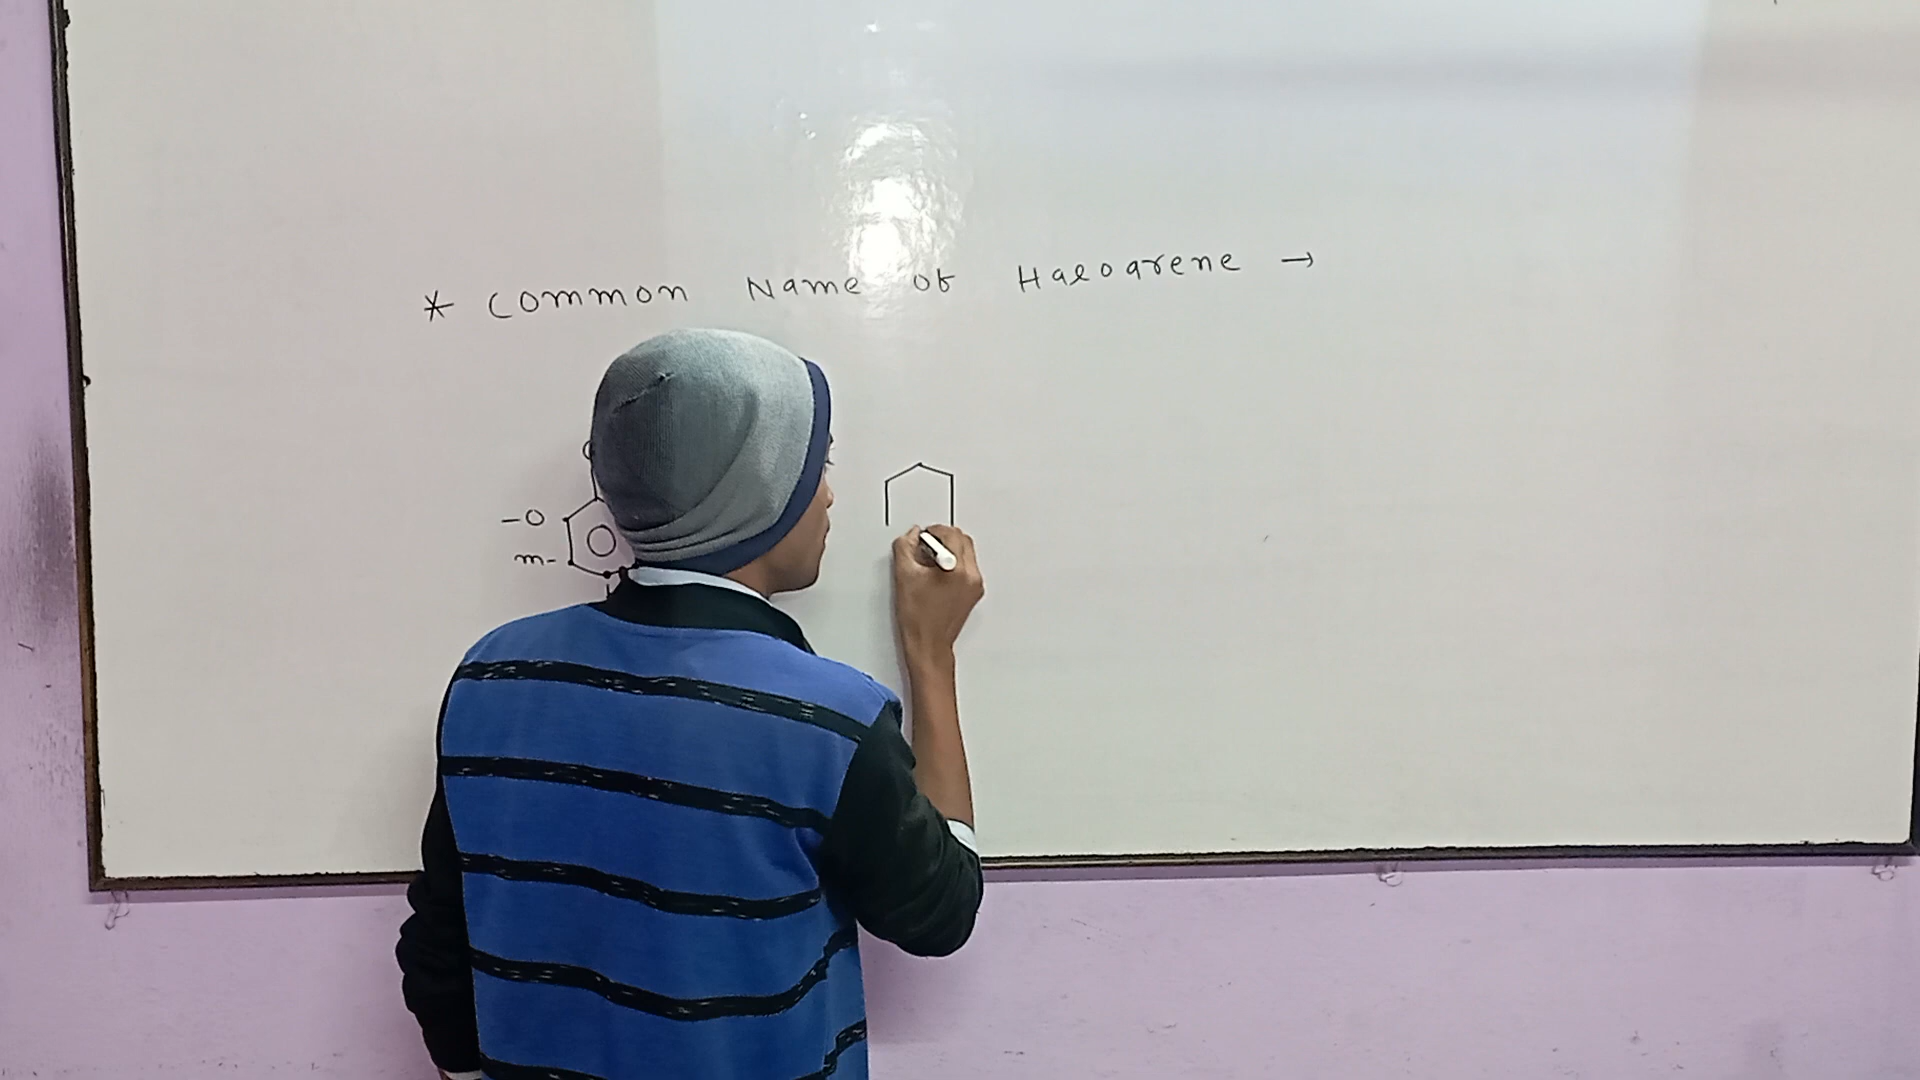 * Common Name of Haloarene →
-O
m-